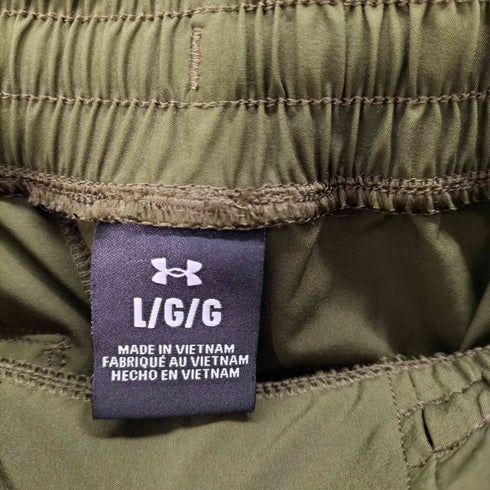 L/G/G
MADE IN VIETNAM
FABRIQUÉ AU VIETNAM
HECHO EN VIETNAM